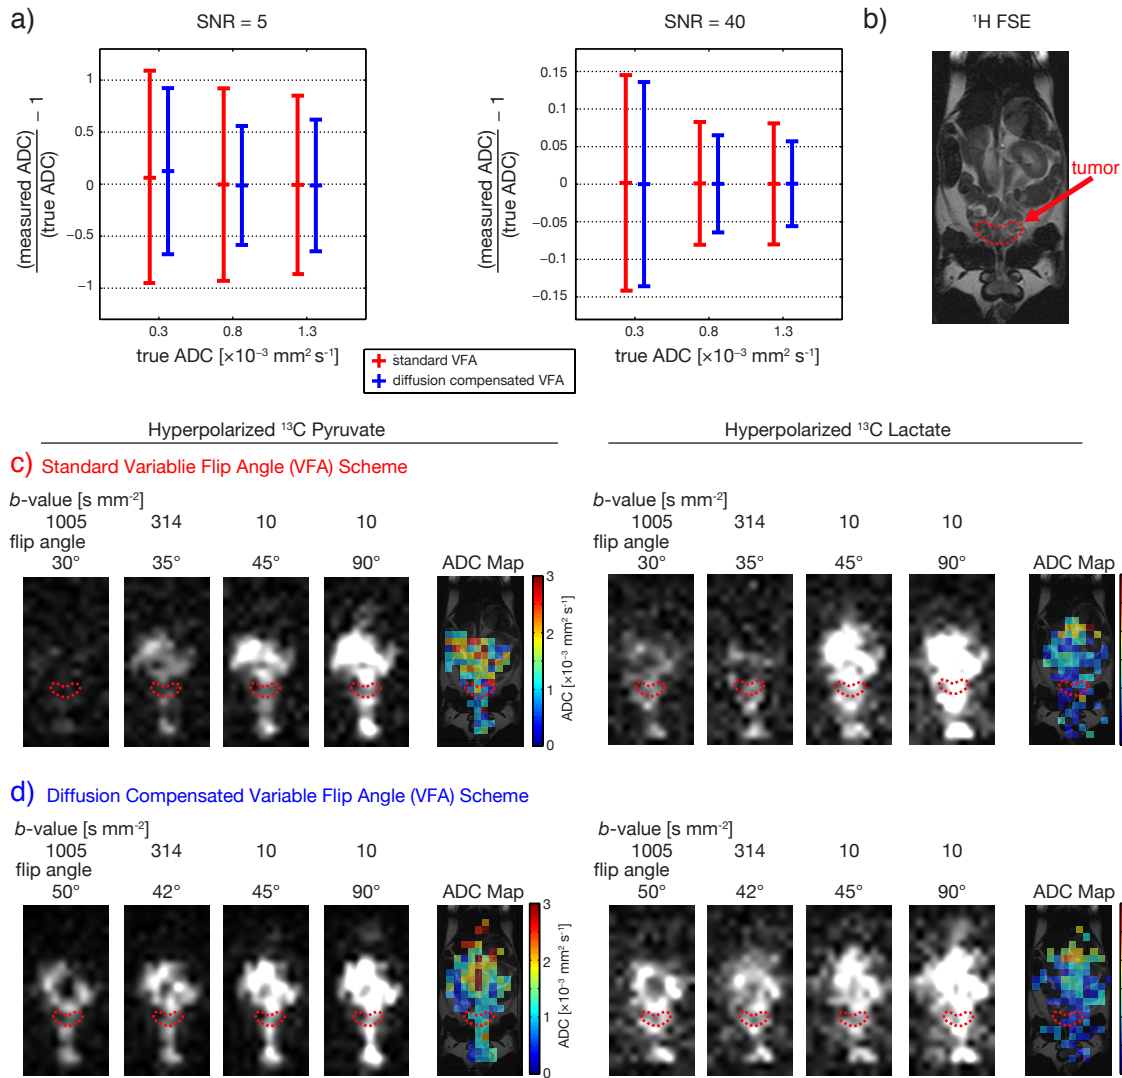 a)
SNR = 5
SNR = 40
b)
¹H FSE
(measured ADC)
(true ADC)
− 1
1
0.5
0
−0.5
−1
0.3
0.8
1.3
true ADC [×10⁻³ mm² s⁻¹]
(measured ADC)
(true ADC)
− 1
0.15
0.1
0.05
0
−0.05
−0.1
−0.15
0.3
0.8
1.3
true ADC [×10⁻³ mm² s⁻¹]
tumor
standard VFA
diffusion compensated VFA
Hyperpolarized ¹³C Pyruvate
Hyperpolarized ¹³C Lactate
c) Standard Variablie Flip Angle (VFA) Scheme
b-value [s mm⁻²]
1005 314 10 10
flip angle
30° 35° 45° 90° ADC Map
3
2
1
0
ADC [×10⁻³ mm² s⁻¹]
b-value [s mm⁻²]
1005 314 10 10
flip angle
30° 35° 45° 90° ADC Map
d) Diffusion Compensated Variable Flip Angle (VFA) Scheme
b-value [s mm⁻²]
1005 314 10 10
flip angle
50° 42° 45° 90° ADC Map
3
2
1
0
ADC [×10⁻³ mm² s⁻¹]
b-value [s mm⁻²]
1005 314 10 10
flip angle
50° 42° 45° 90° ADC Map